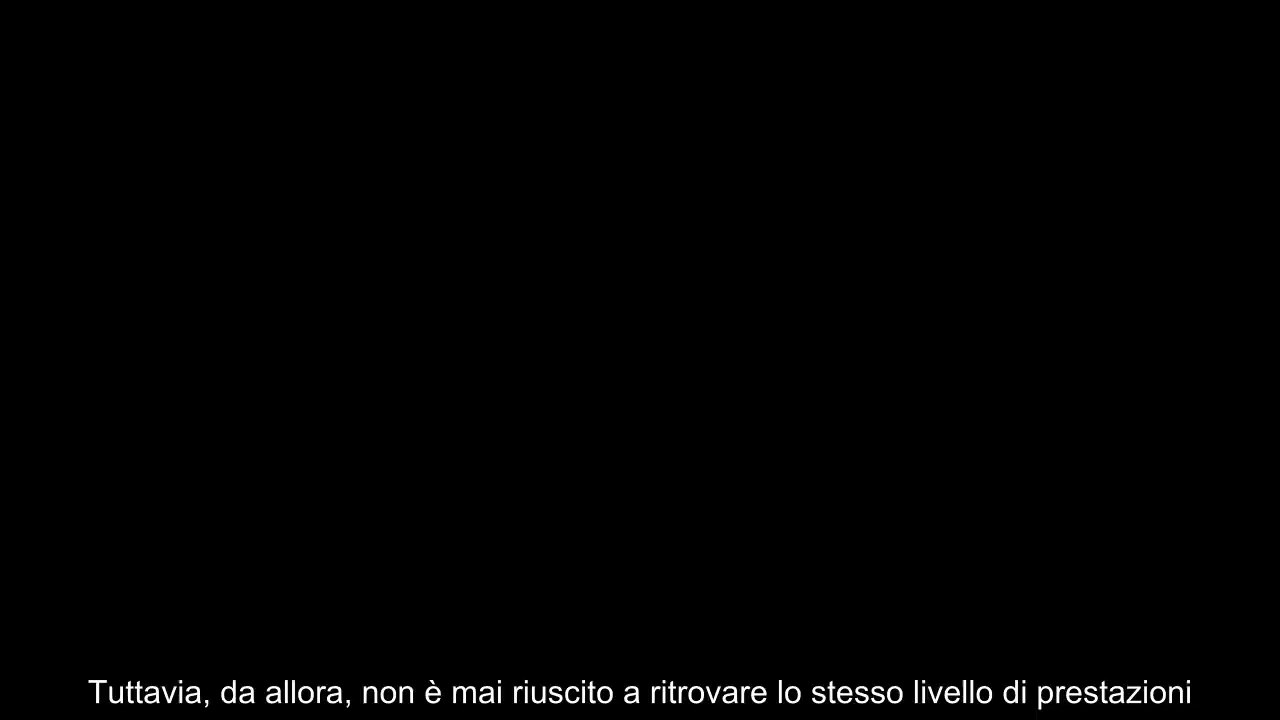 Tuttavia, da allora, non è mai riuscito a ritrovare lo stesso livello di prestazioni